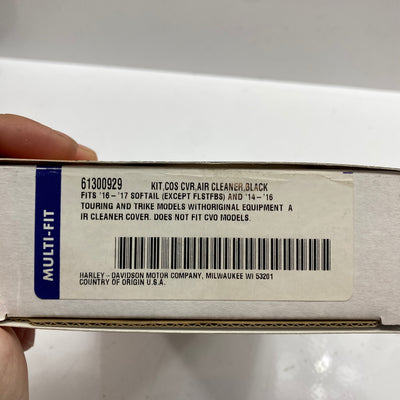 MULTI-FIT
61300929 KIT,COS CVR,AIR CLEANER,BLACK
FITS '16-'17 SOFTAIL (EXCEPT FLSTFBS) AND '14-'16
TOURING AND TRIKE MODELS WITHORIGINAL EQUIPMENT A
IR CLEANER COVER. DOES NOT FIT CVO MODELS.
HARLEY-DAVIDSON MOTOR COMPANY, MILWAUKEE WI 53201
COUNTRY OF ORIGIN U.S.A.